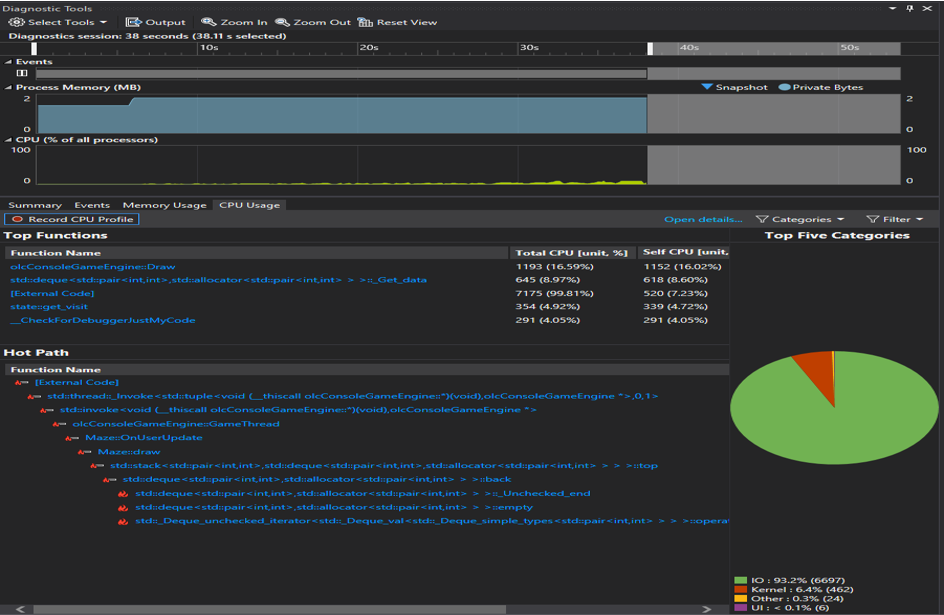 Diagnostic Tools
Select Tools Output Zoom In Zoom Out Reset View
Diagnostics session: 38 seconds (38.11 s selected)
10s 20s 30s 40s 50s
Events
Process Memory (MB) Snapshot Private Bytes
2 2
0 0
CPU (% of all processors)
100 100
0 0
Summary Events Memory Usage CPU Usage
Record CPU Profile Open details... Categories Filter
Top Functions
Function Name Total CPU [unit, %] Self CPU [unit,
olcConsoleGameEngine::Draw 1193 (16.59%) 1152 (16.02%)
std::deque<std::pair<int,int>,std::allocator<std::pair<int,int> > >::_Get_data 645 (8.97%) 618 (8.60%)
[External Code] 7175 (99.81%) 520 (7.23%)
state::get_visit 354 (4.92%) 339 (4.72%)
__CheckForDebuggerJustMyCode 291 (4.05%) 291 (4.05%)
Hot Path
Function Name
[External Code]
std::thread::_Invoke<std::tuple<void (__thiscall olcConsoleGameEngine::*)(void),olcConsoleGameEngine *>,0,1>
std::invoke<void (__thiscall olcConsoleGameEngine::*)(void),olcConsoleGameEngine *>
olcConsoleGameEngine::GameThread
Maze::OnUserUpdate
Maze::draw
std::stack<std::pair<int,int>,std::deque<std::pair<int,int>,std::allocator<std::pair<int,int> > > >::top
std::deque<std::pair<int,int>,std::allocator<std::pair<int,int> > >::back
std::deque<std::pair<int,int>,std::allocator<std::pair<int,int> > >::_Unchecked_end
std::deque<std::pair<int,int>,std::allocator<std::pair<int,int> > >::empty
std::_Deque_unchecked_iterator<std::_Deque_val<std::_Deque_simple_types<std::pair<int,int> > > >::opera
Top Five Categories
IO : 93.2% (6697)
Kernel : 6.4% (462)
Other : 0.3% (24)
UI : < 0.1% (6)